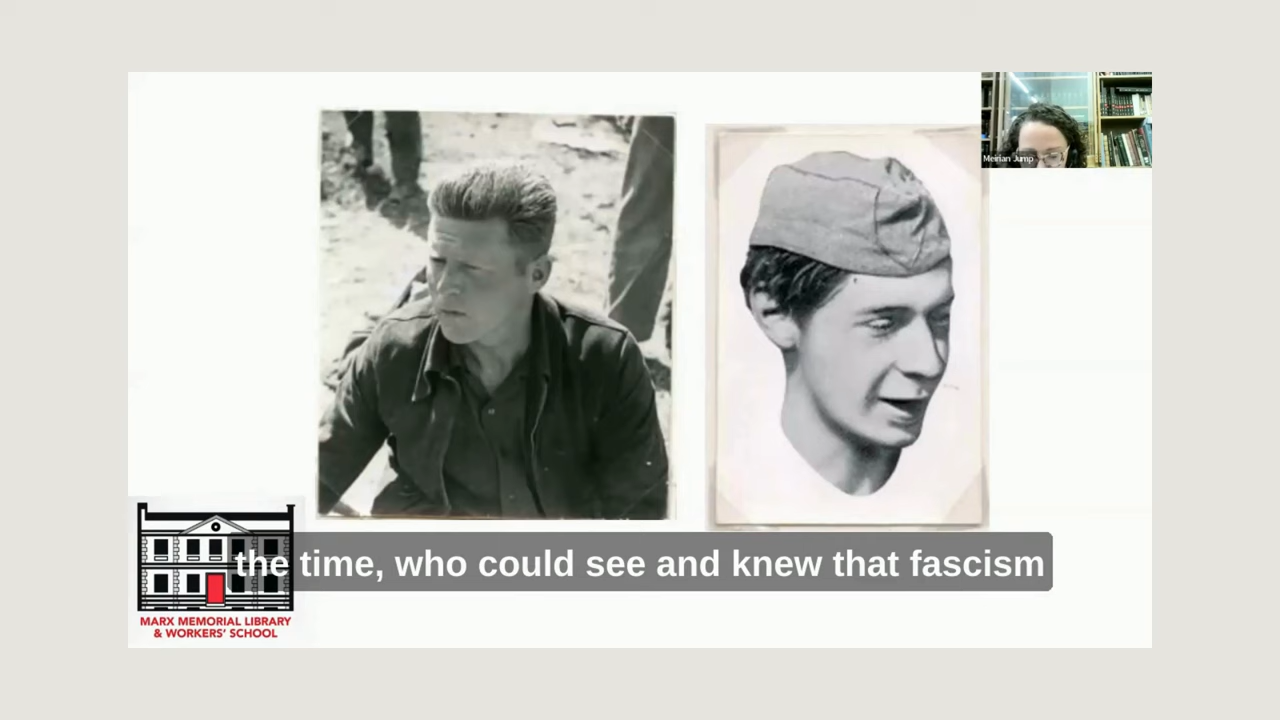 Meirian Jump
the time, who could see and knew that fascism
MARX MEMORIAL LIBRARY
& WORKERS' SCHOOL